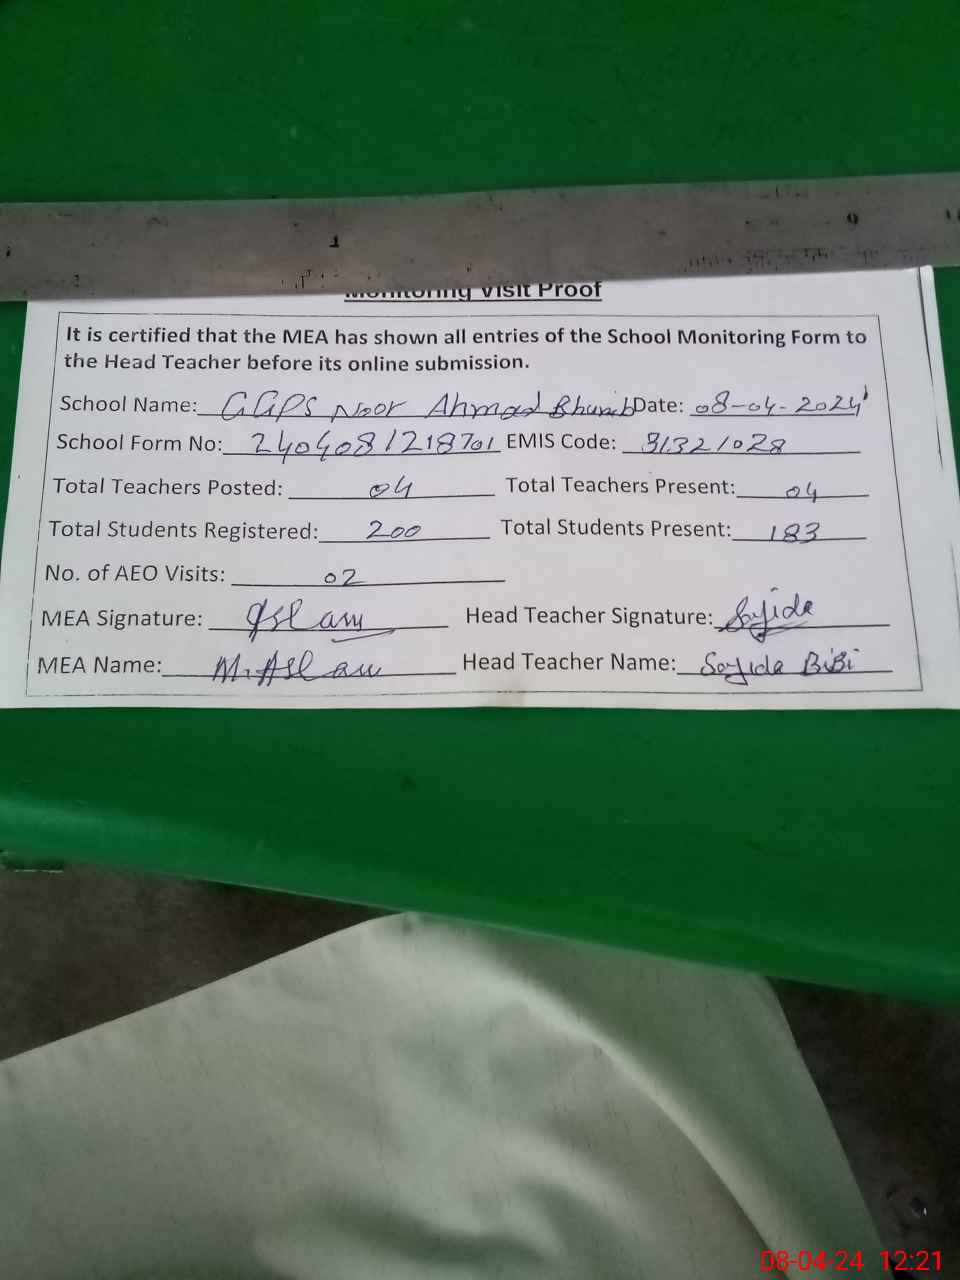 1 9
Monitoring Visit Proof
It is certified that the MEA has shown all entries of the School Monitoring Form to
the Head Teacher before its online submission.
School Name: GGPS Noor Ahmad Date: 08-04-2024
School Form No: 2404081218701 EMIS Code: 31321028
Total Teachers Posted: 04 Total Teachers Present: 04
Total Students Registered: 200 Total Students Present: 183
No. of AEO Visits: 02
MEA Signature: Aslam Head Teacher Signature: Sajida
MEA Name: M. Aslam Head Teacher Name: Sajida BiBi
08-04-24 12:21